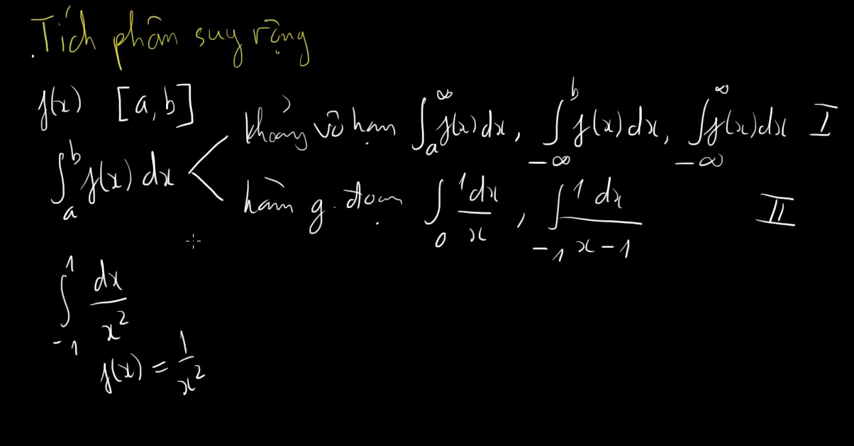 Tích phân suy rộng
f(x) [a,b]
khoảng vô hạn ∫_a^∞ f(x)dx, ∫_{-∞}^b f(x)dx, ∫_{-∞}^∞ f(x)dx I
∫_a^b f(x)dx
hàm g.đoạn ∫_0^1 dx/x, ∫_{-1}^1 dx/(x-1) II
∫_{-1}^1 dx/x²
f(x) = 1/x²